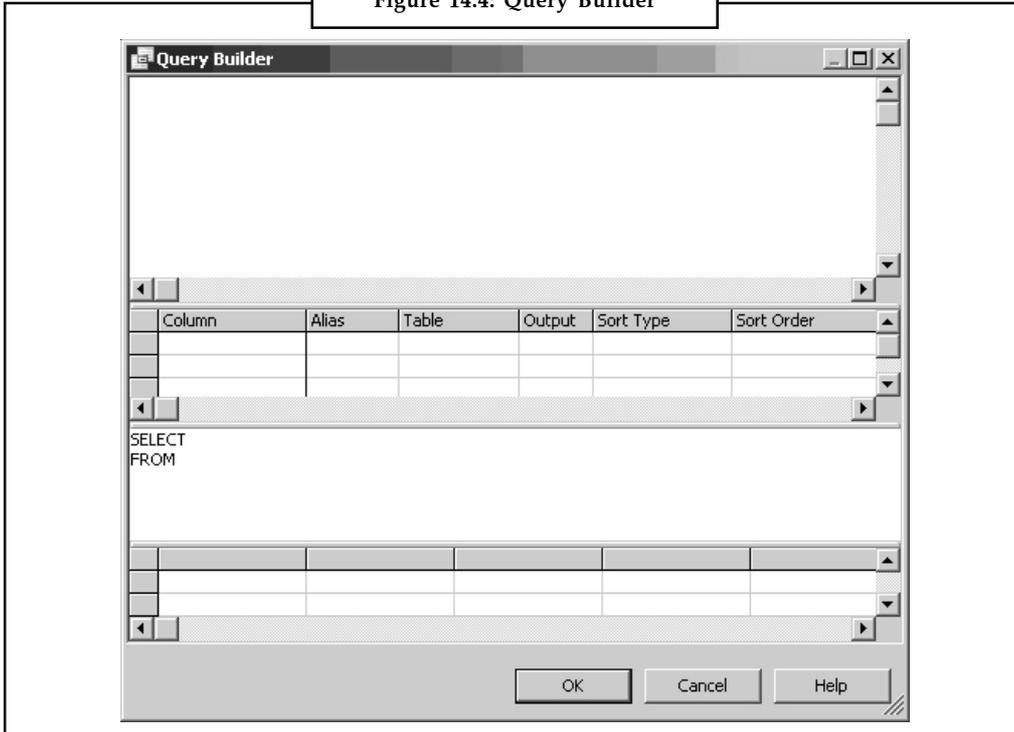 Figure 14.4: Query Builder
Query Builder
Column Alias Table Output Sort Type Sort Order
SELECT
FROM
OK Cancel Help